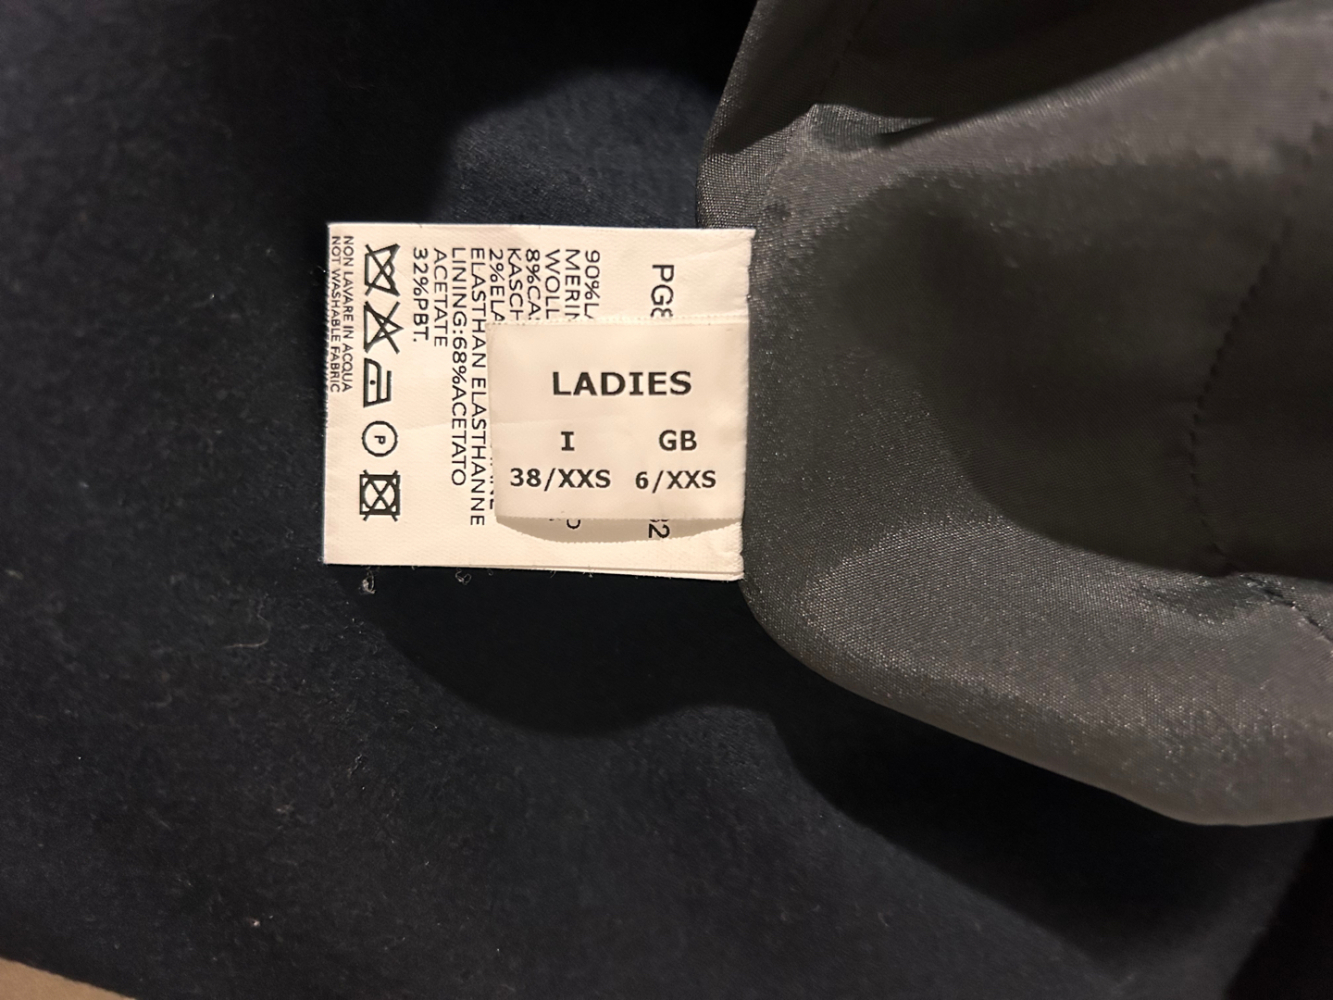 LADIES
I GB
38/XXS 6/XXS
90%
MERI
WOLL
8%CA
KASCH
2%ELA
ELASTHAN ELASTHANNE
LINING:68%ACETATO
ACETATE
32%PBT.
P
NON LAVARE IN ACQUA
NOT WASHABLE FABRIC